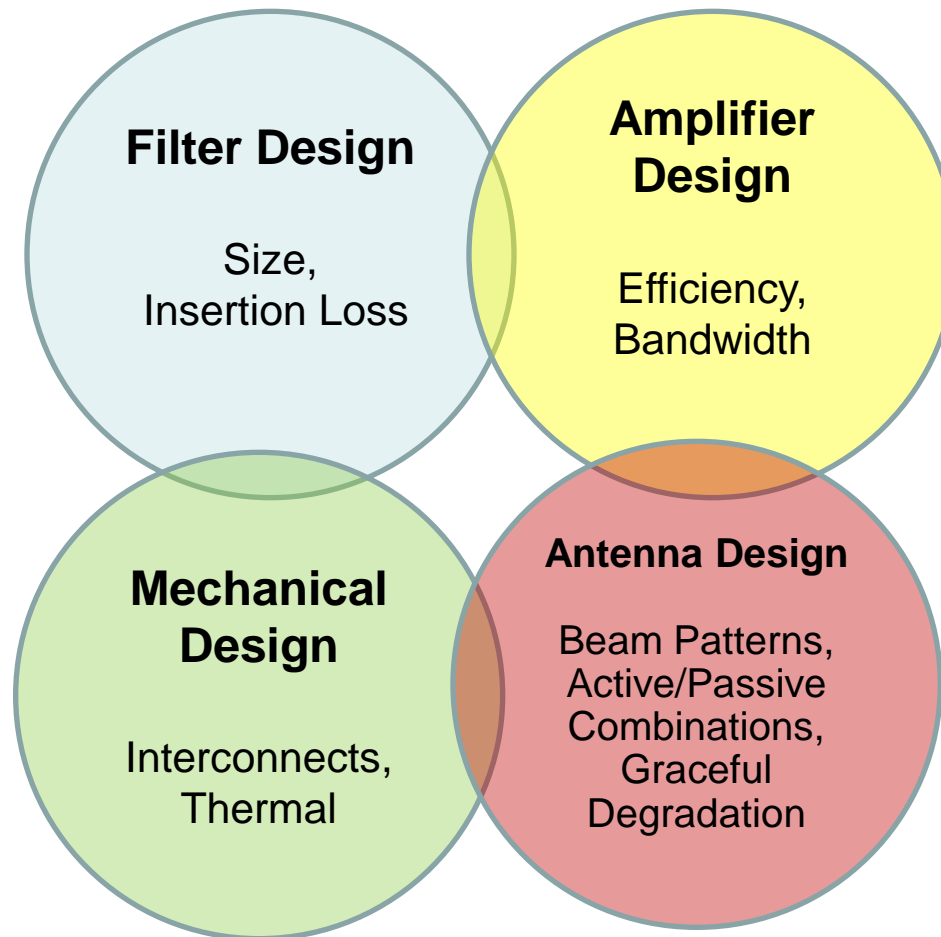 Filter Design
Size,
Insertion Loss
Amplifier
Design
Efficiency,
Bandwidth
Mechanical
Design
Interconnects,
Thermal
Antenna Design
Beam Patterns,
Active/Passive
Combinations,
Graceful
Degradation